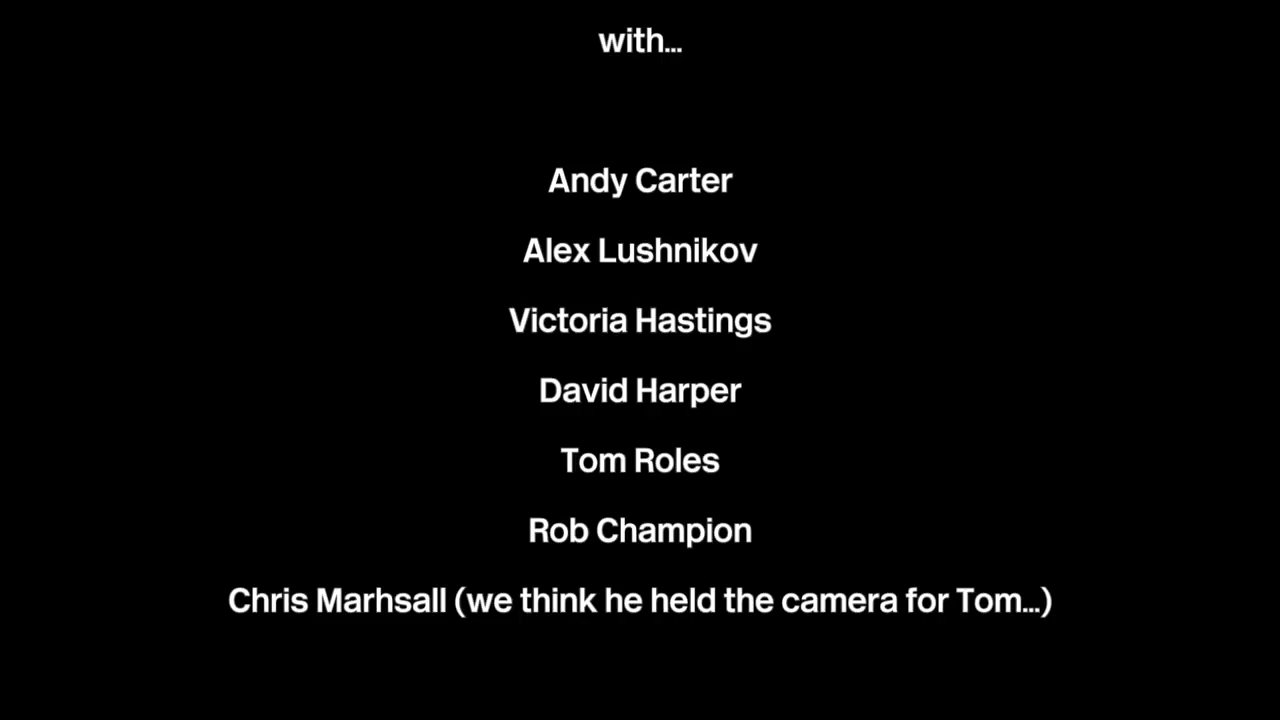 with...
Andy Carter
Alex Lushnikov
Victoria Hastings
David Harper
Tom Roles
Rob Champion
Chris Marhsall (we think he held the camera for Tom...)